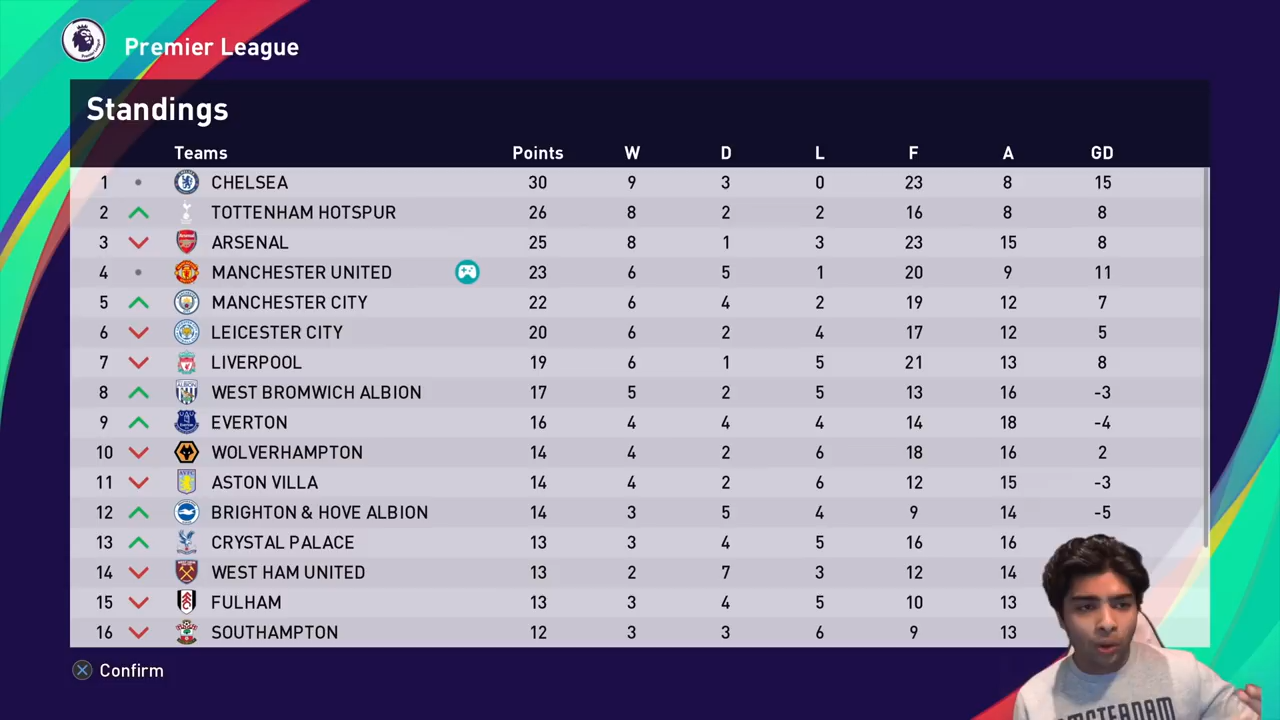 Premier League
Standings
Teams Points W D L F A GD
1 CHELSEA 30 9 3 0 23 8 15
2 TOTTENHAM HOTSPUR 26 8 2 2 16 8 8
3 ARSENAL 25 8 1 3 23 15 8
4 MANCHESTER UNITED 23 6 5 1 20 9 11
5 MANCHESTER CITY 22 6 4 2 19 12 7
6 LEICESTER CITY 20 6 2 4 17 12 5
7 LIVERPOOL 19 6 1 5 21 13 8
8 WEST BROMWICH ALBION 17 5 2 5 13 16 -3
9 EVERTON 16 4 4 4 14 18 -4
10 WOLVERHAMPTON 14 4 2 6 18 16 2
11 ASTON VILLA 14 4 2 6 12 15 -3
12 BRIGHTON & HOVE ALBION 14 3 5 4 9 14 -5
13 CRYSTAL PALACE 13 3 4 5 16 16
14 WEST HAM UNITED 13 2 7 3 12 14
15 FULHAM 13 3 4 5 10 13
16 SOUTHAMPTON 12 3 3 6 9 13
Confirm
AMSTERDAM